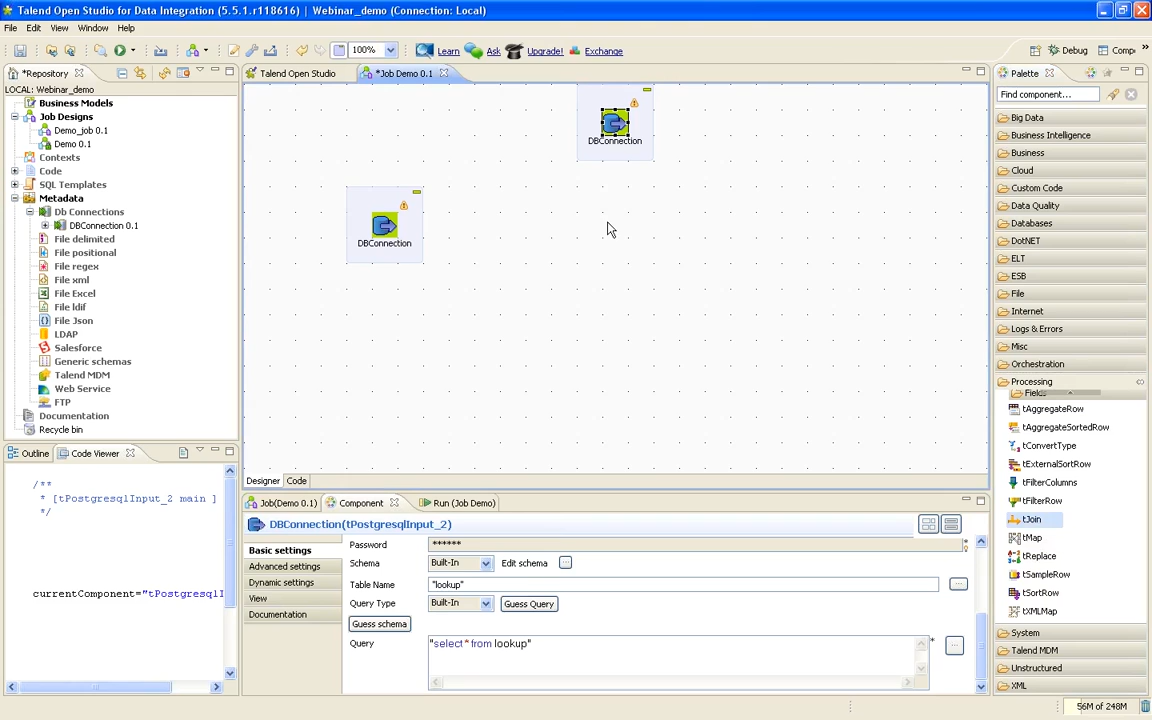 Talend Open Studio for Data Integration (5.5.1.r118616) | Webinar_demo (Connection: Local)
File Edit View Window Help
100% Learn Ask Upgrade! Exchange Debug
*Repository
LOCAL: Webinar_demo
Business Models
Job Designs
Demo_job 0.1
Demo 0.1
Contexts
Code
SQL Templates
Metadata
Db Connections
DBConnection 0.1
File delimited
File positional
File regex
File xml
File Excel
File ldif
File Json
LDAP
Salesforce
Generic schemas
Talend MDM
Web Service
FTP
Documentation
Recycle bin
Outline Code Viewer
/**
* [tPostgresqlInput_2 main ]
*/
currentComponent="tPostgresqlI
Talend Open Studio *Job Demo 0.1
DBConnection
DBConnection
Designer Code
Job(Demo 0.1) Component Run (Job Demo)
DBConnection(tPostgresqlInput_2)
Basic settings
Advanced settings
Dynamic settings
View
Documentation
Password ****** *
Schema Built-In Edit schema ...
Table Name "lookup" ...
Query Type Built-In Guess Query
Guess schema
Query "select * from lookup" * ...
Palette
Find component...
Big Data
Business Intelligence
Business
Cloud
Custom Code
Data Quality
Databases
DotNET
ELT
ESB
File
Internet
Logs & Errors
Misc
Orchestration
Processing
Fields
tAggregateRow
tAggregateSortedRow
tConvertType
tExternalSortRow
tFilterColumns
tFilterRow
tJoin
tMap
tReplace
tSampleRow
tSortRow
tXMLMap
System
Talend MDM
Unstructured
XML
56M of 248M